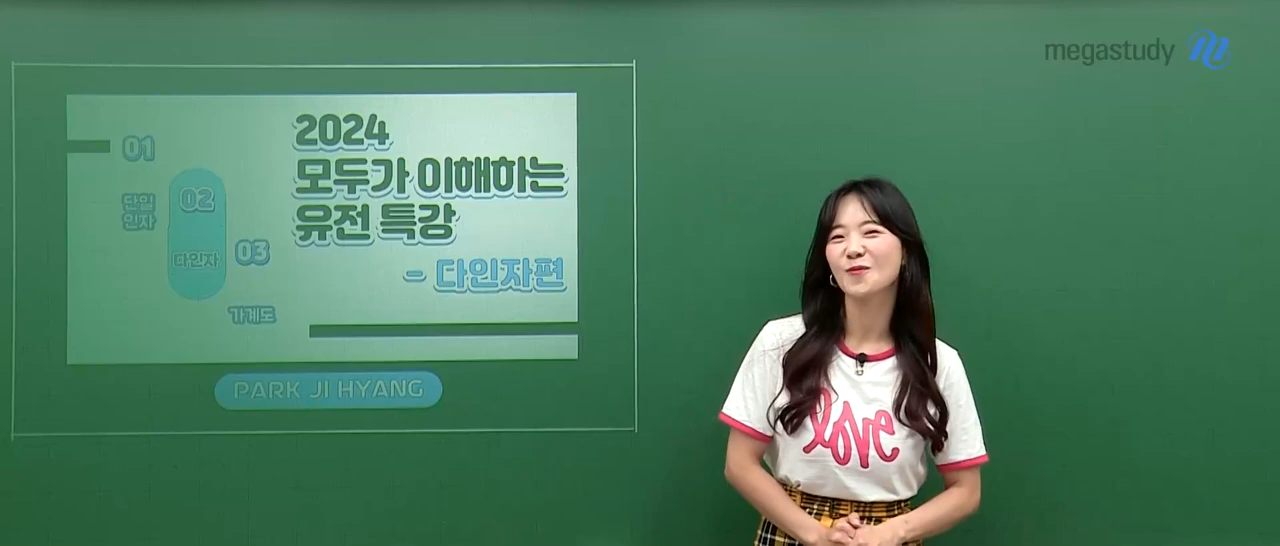 megastudy
01
단일
인자
02
다인자
03
가계도
2024
모두가 이해하는
유전 특강
- 다인자편
PARK JI HYANG
love